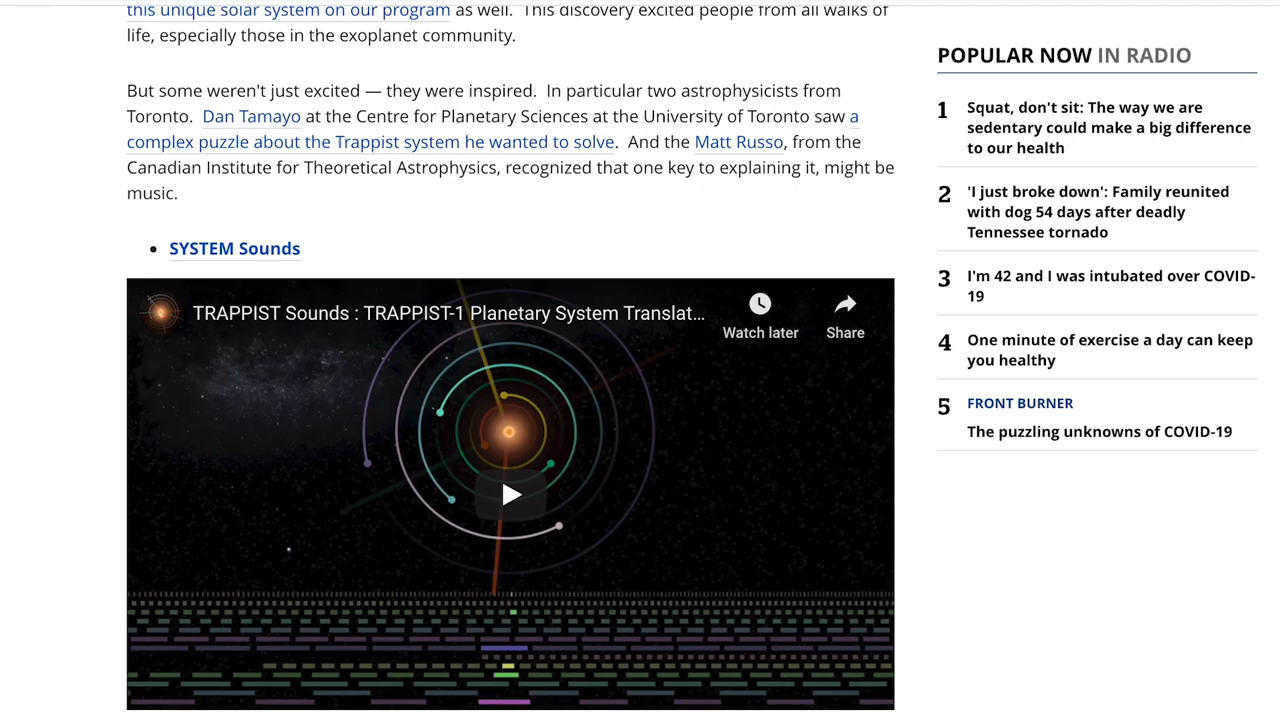 this unique solar system on our program as well.  This discovery excited people from all walks of
life, especially those in the exoplanet community.
But some weren't just excited — they were inspired.  In particular two astrophysicists from
Toronto.  Dan Tamayo at the Centre for Planetary Sciences at the University of Toronto saw a
complex puzzle about the Trappist system he wanted to solve.  And the Matt Russo, from the
Canadian Institute for Theoretical Astrophysics, recognized that one key to explaining it, might be
music.
• SYSTEM Sounds
TRAPPIST Sounds : TRAPPIST-1 Planetary System Translat...
Watch later
Share
POPULAR NOW IN RADIO
1 Squat, don't sit: The way we are
sedentary could make a big difference
to our health
2 'I just broke down': Family reunited
with dog 54 days after deadly
Tennessee tornado
3 I'm 42 and I was intubated over COVID-
19
4 One minute of exercise a day can keep
you healthy
5 FRONT BURNER
The puzzling unknowns of COVID-19